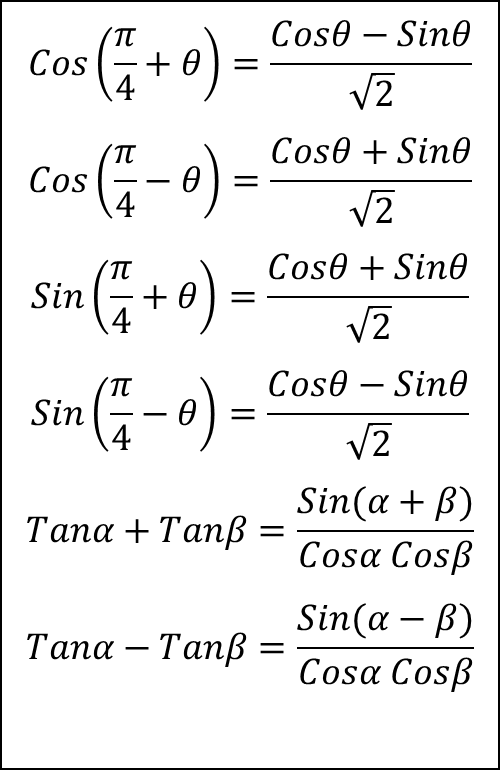 Cos(π/4 + θ) = (Cosθ − Sinθ)/√2
Cos(π/4 − θ) = (Cosθ + Sinθ)/√2
Sin(π/4 + θ) = (Cosθ + Sinθ)/√2
Sin(π/4 − θ) = (Cosθ − Sinθ)/√2
Tanα + Tanβ = Sin(α + β)/(Cosα Cosβ)
Tanα − Tanβ = Sin(α − β)/(Cosα Cosβ)